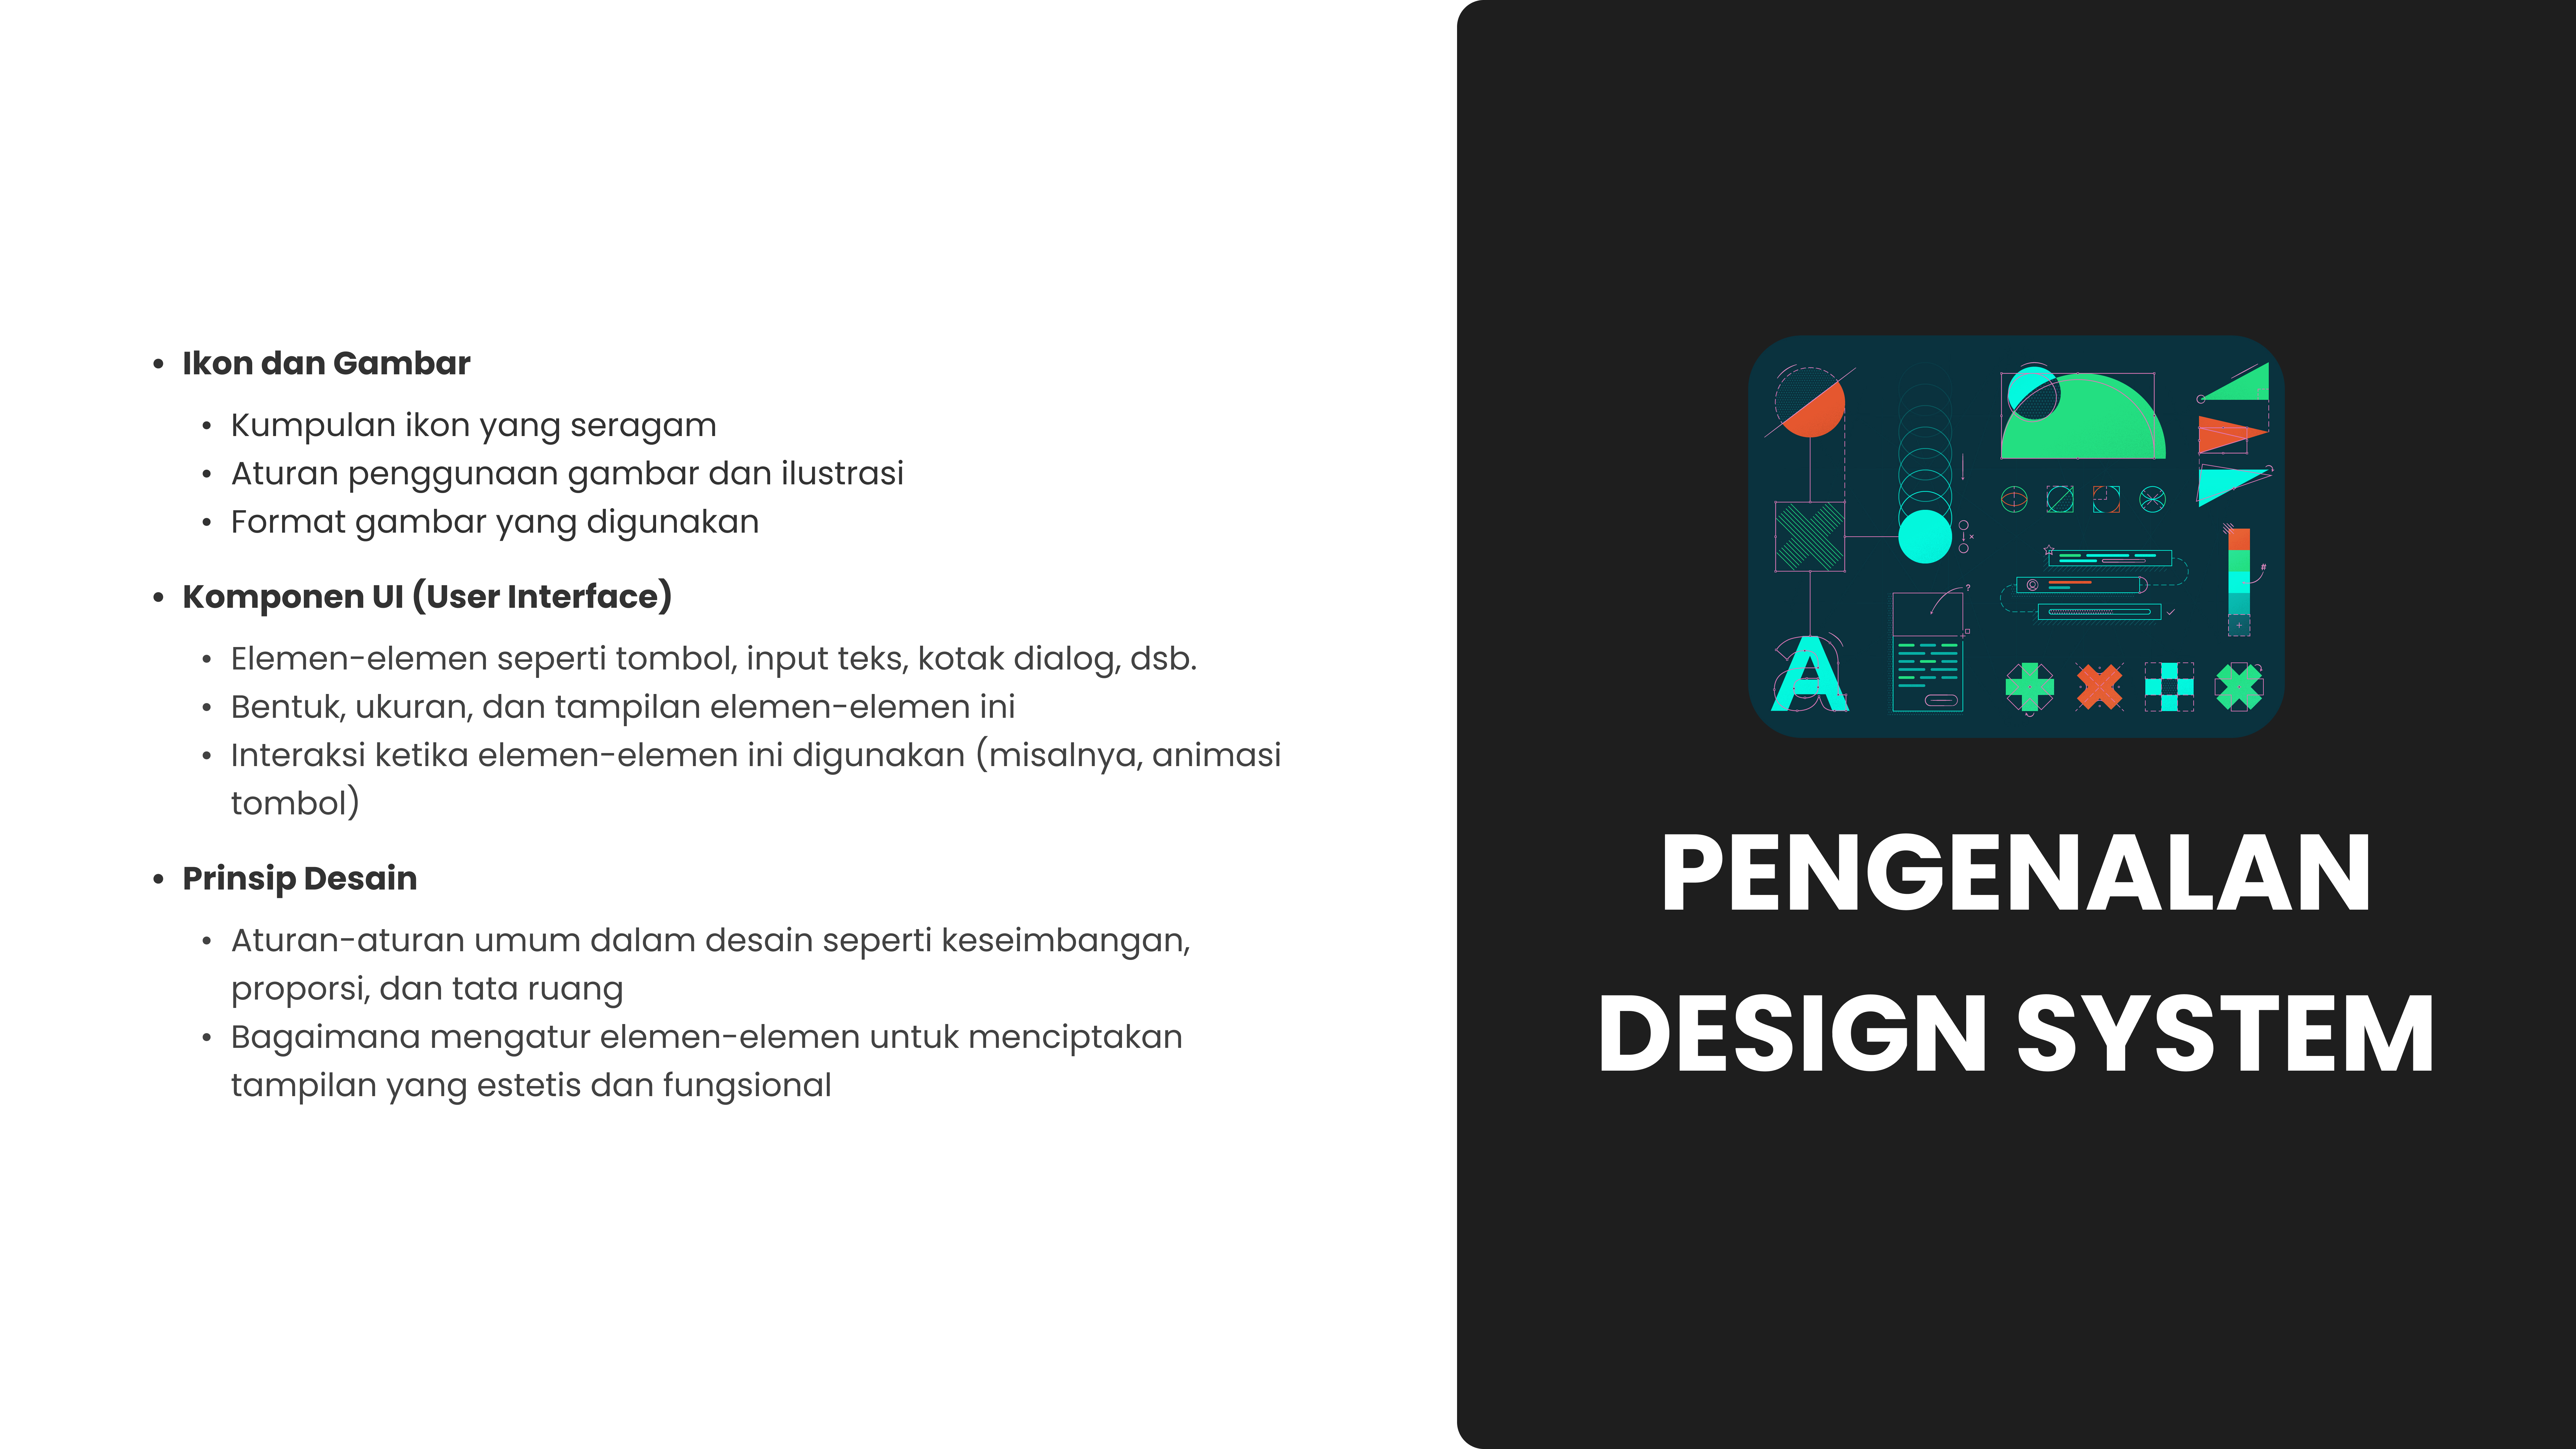 • Ikon dan Gambar
• Kumpulan ikon yang seragam
• Aturan penggunaan gambar dan ilustrasi
• Format gambar yang digunakan
• Komponen UI (User Interface)
• Elemen-elemen seperti tombol, input teks, kotak dialog, dsb.
• Bentuk, ukuran, dan tampilan elemen-elemen ini
• Interaksi ketika elemen-elemen ini digunakan (misalnya, animasi
tombol)
• Prinsip Desain
• Aturan-aturan umum dalam desain seperti keseimbangan,
proporsi, dan tata ruang
• Bagaimana mengatur elemen-elemen untuk menciptakan
tampilan yang estetis dan fungsional
A
?
#
PENGENALAN
DESIGN SYSTEM